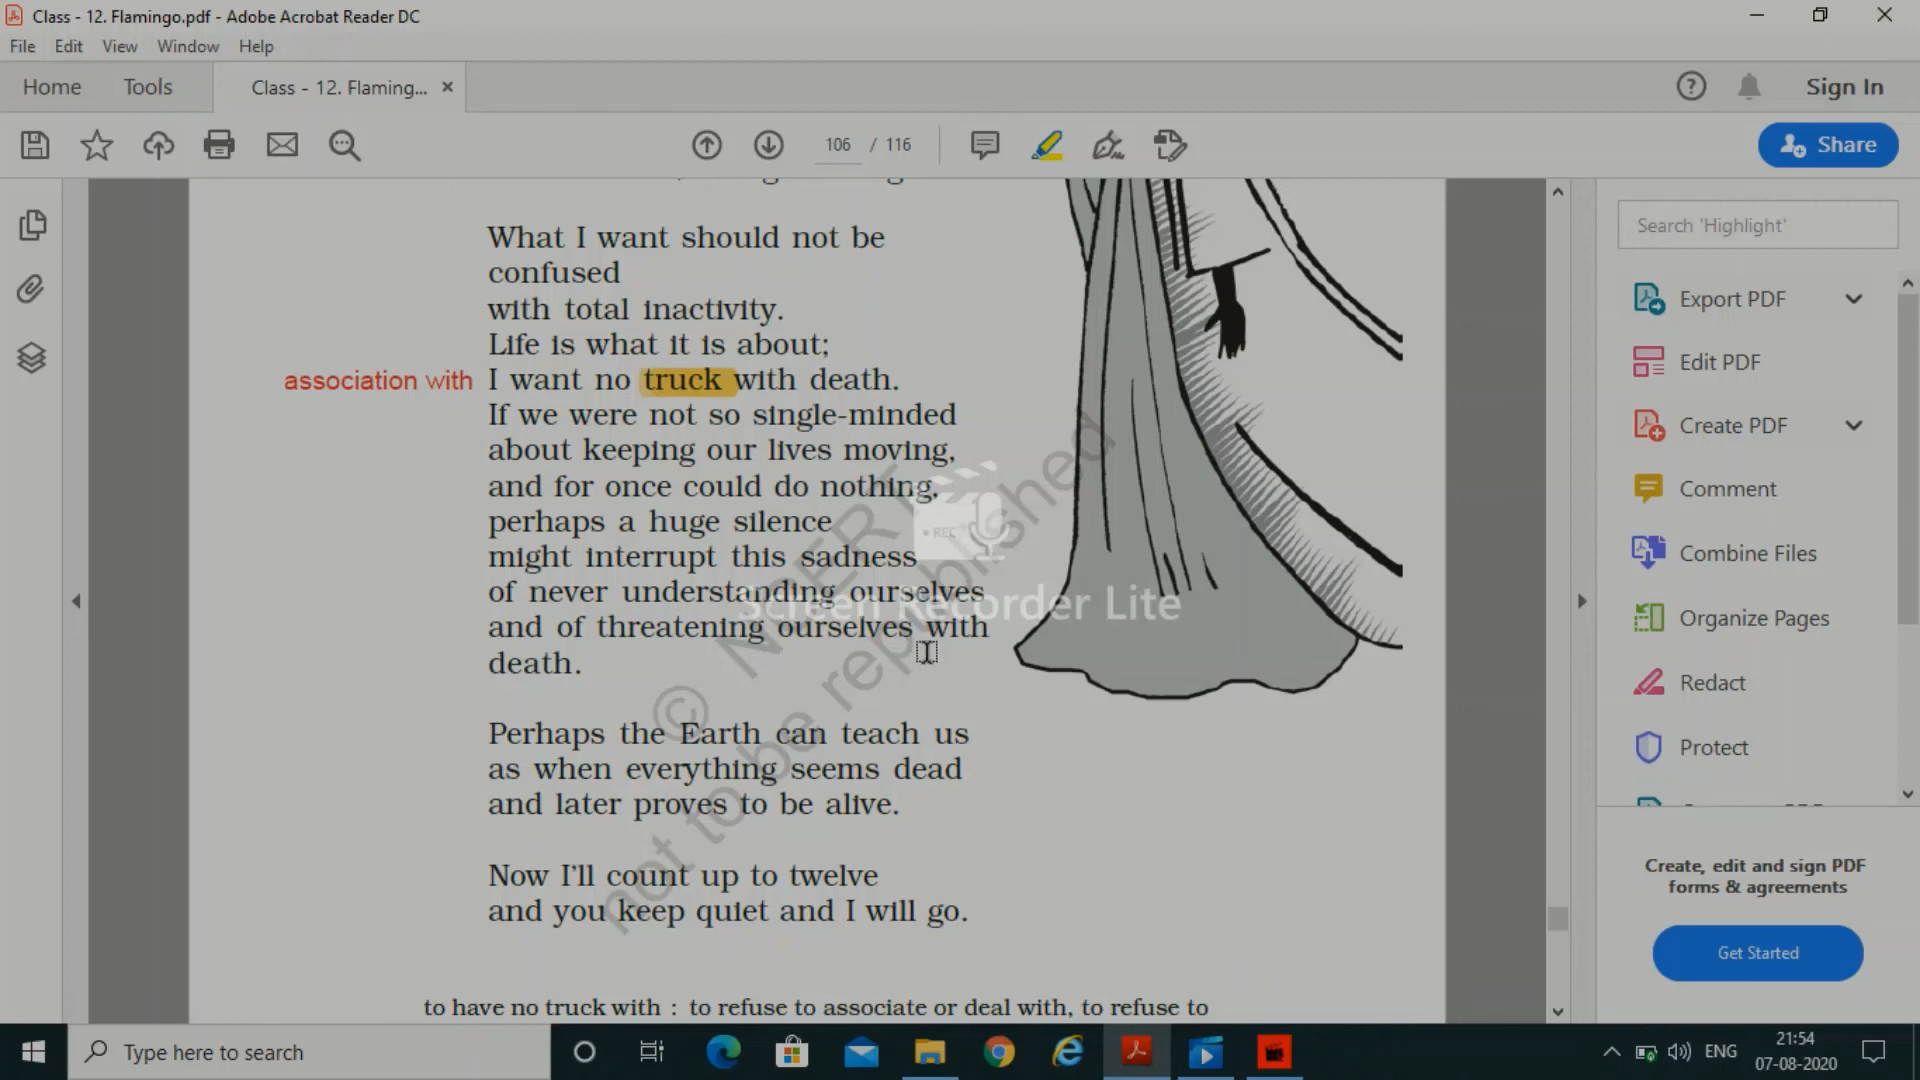 Class - 12. Flamingo.pdf - Adobe Acrobat Reader DC
File Edit View Window Help
Home Tools Class - 12. Flaming... Sign In
106 / 116 Share
What I want should not be
confused
with total inactivity.
Life is what it is about;
association with I want no truck with death.
If we were not so single-minded
about keeping our lives moving,
and for once could do nothing,
perhaps a huge silence
might interrupt this sadness
of never understanding ourselves
and of threatening ourselves with
death.
Perhaps the Earth can teach us
as when everything seems dead
and later proves to be alive.
Now I'll count up to twelve
and you keep quiet and I will go.
to have no truck with : to refuse to associate or deal with, to refuse to
© NCERT
not to be republished
REC
Screen Recorder Lite
Search 'Highlight'
Export PDF
Edit PDF
Create PDF
Comment
Combine Files
Organize Pages
Redact
Protect
Create, edit and sign PDF
forms & agreements
Get Started
Type here to search
ENG
21:54
07-08-2020